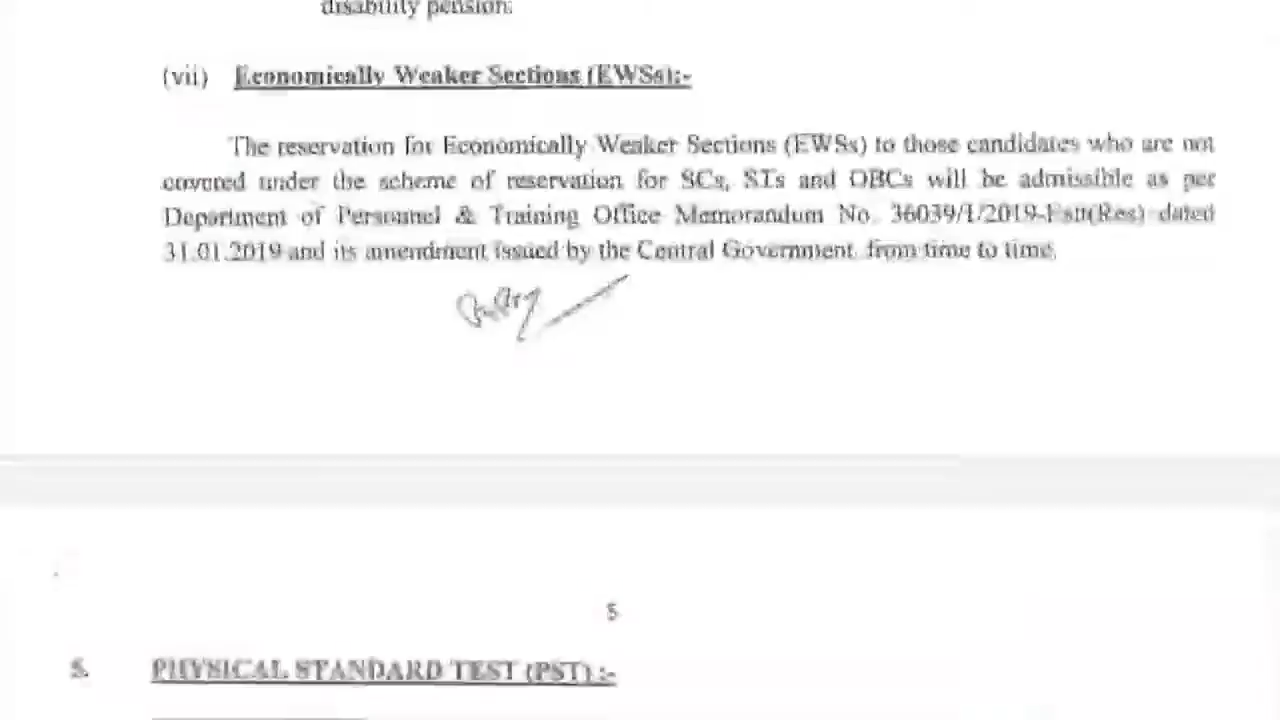 disability pension.
(vii) Economically Weaker Sections (EWSs):-
The reservation for Economically Weaker Sections (EWSs) to those candidates who are not
covered under the scheme of reservation for SCs, STs and OBCs will be admissible as per
Department of Personnel & Training Office Memorandum No. 36039/1/2019-Estt(Res) dated
31.01.2019 and its amendment issued by the Central Government, from time to time.
5
5. PHYSICAL STANDARD TEST (PST) :-